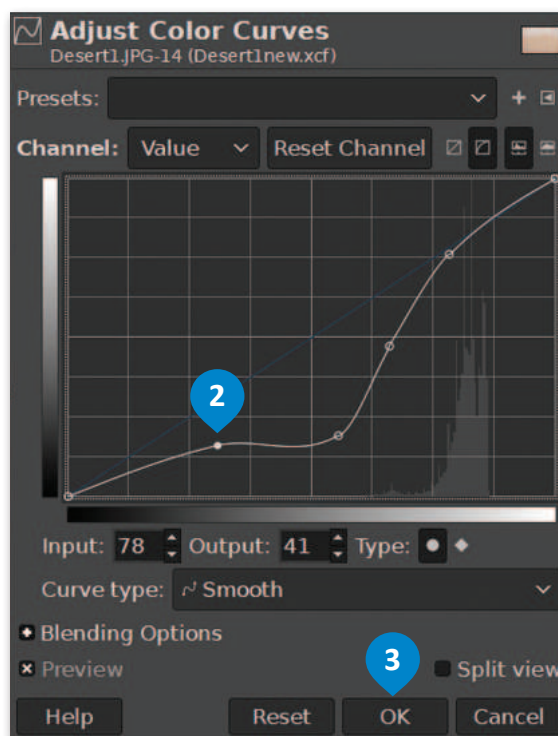 Adjust Color Curves
Desert1.JPG-14 (Desert1new.xcf)
Presets:
Channel: Value Reset Channel
2
Input: 78 Output: 41 Type:
Curve type: Smooth
Blending Options
3
Preview Split view
Help Reset OK Cancel